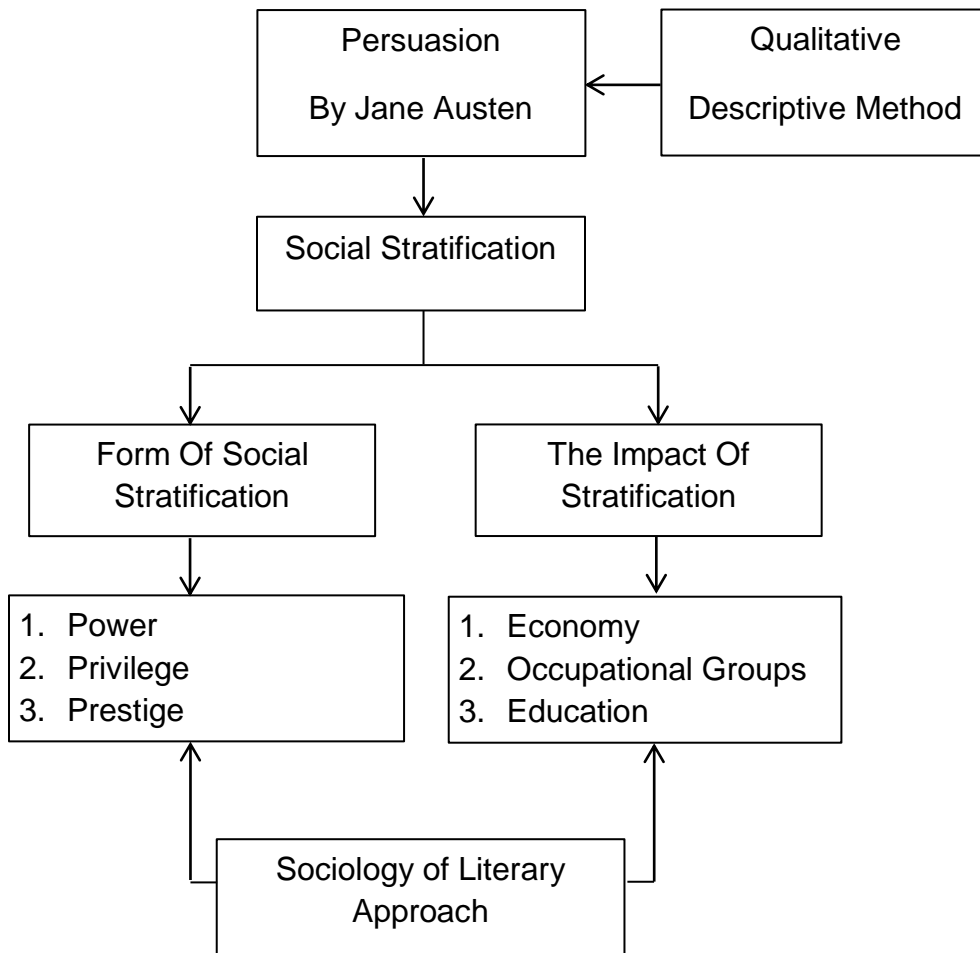 Persuasion
By Jane Austen
Qualitative
Descriptive Method
Social Stratification
Form Of Social
Stratification
The Impact Of
Stratification
1. Power
2. Privilege
3. Prestige
1. Economy
2. Occupational Groups
3. Education
Sociology of Literary
Approach